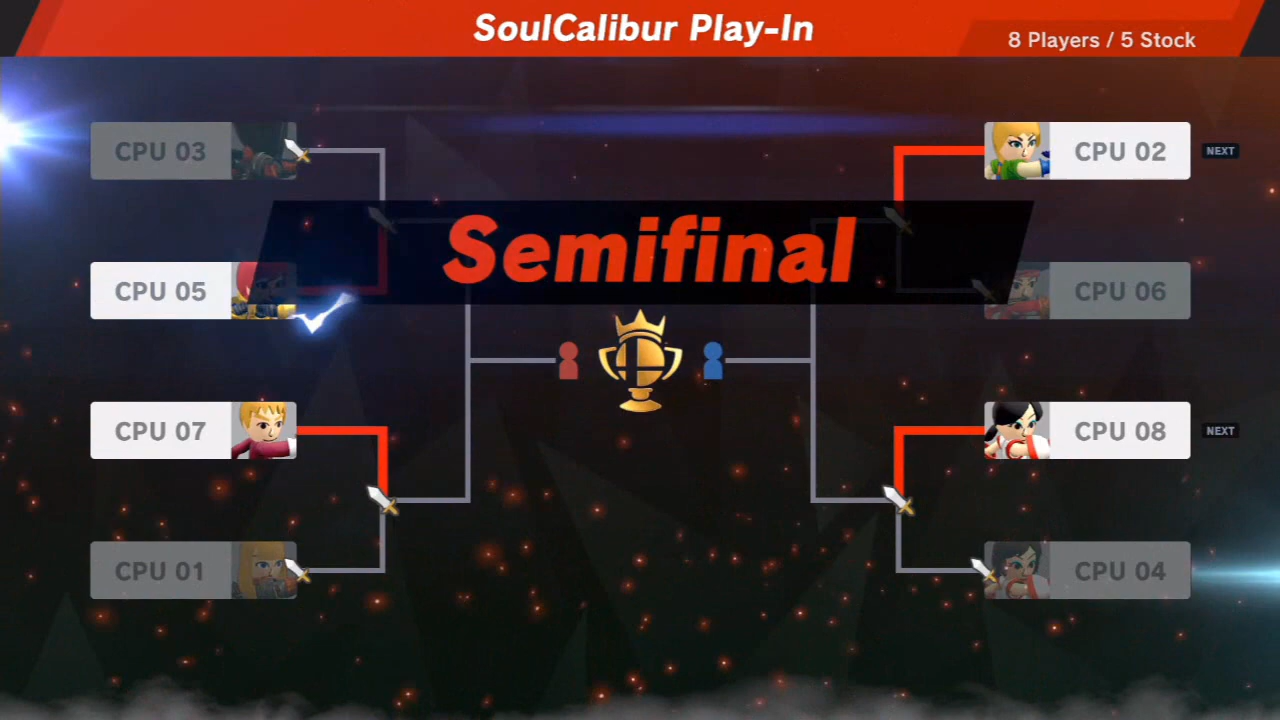 SoulCalibur Play-In
8 Players / 5 Stock
CPU 03
CPU 02
NEXT
Semifinal
CPU 05
CPU 06
CPU 07
CPU 08
NEXT
CPU 01
CPU 04